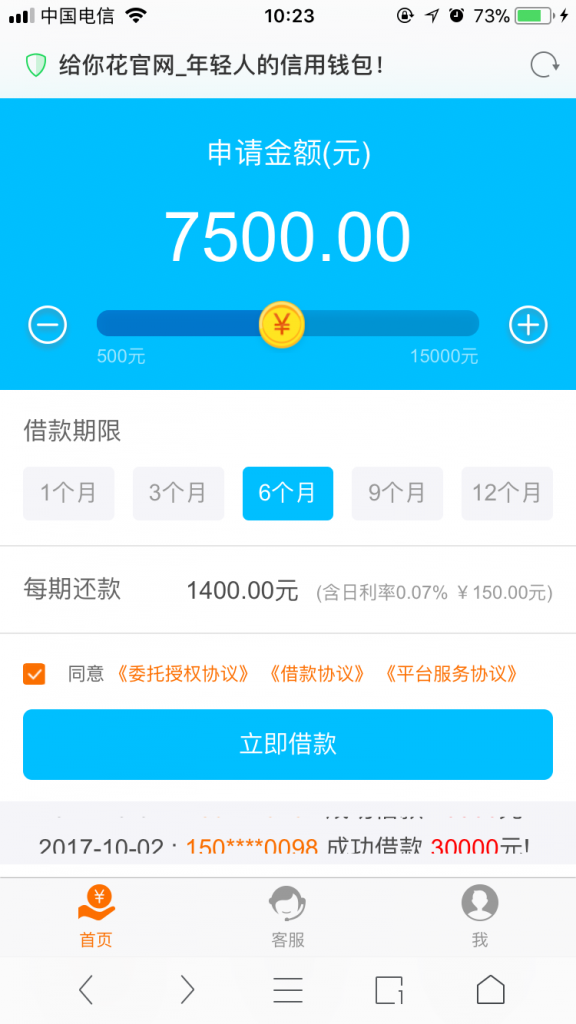 中国电信 10:23 73%
给你花官网_年轻人的信用钱包!
申请金额(元)
7500.00
¥
500元 15000元
借款期限
1个月 3个月 6个月 9个月 12个月
每期还款 1400.00元 (含日利率0.07% ¥150.00元)
同意 《委托授权协议》 《借款协议》 《平台服务协议》
立即借款
2017-10-02 : 150****0098 成功借款 30000元!
¥
首页 客服 我
1